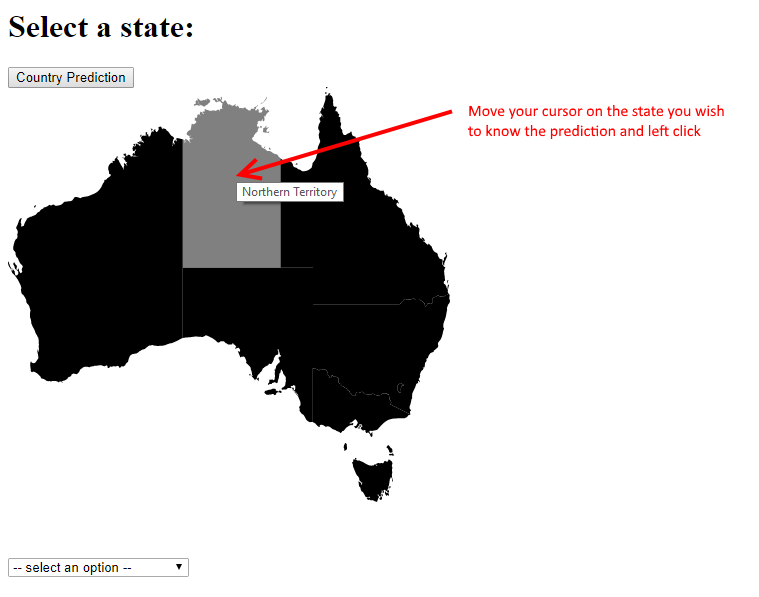 Select a state:
Country Prediction
Move your cursor on the state you wish
to know the prediction and left click
Northern Territory
-- select an option --